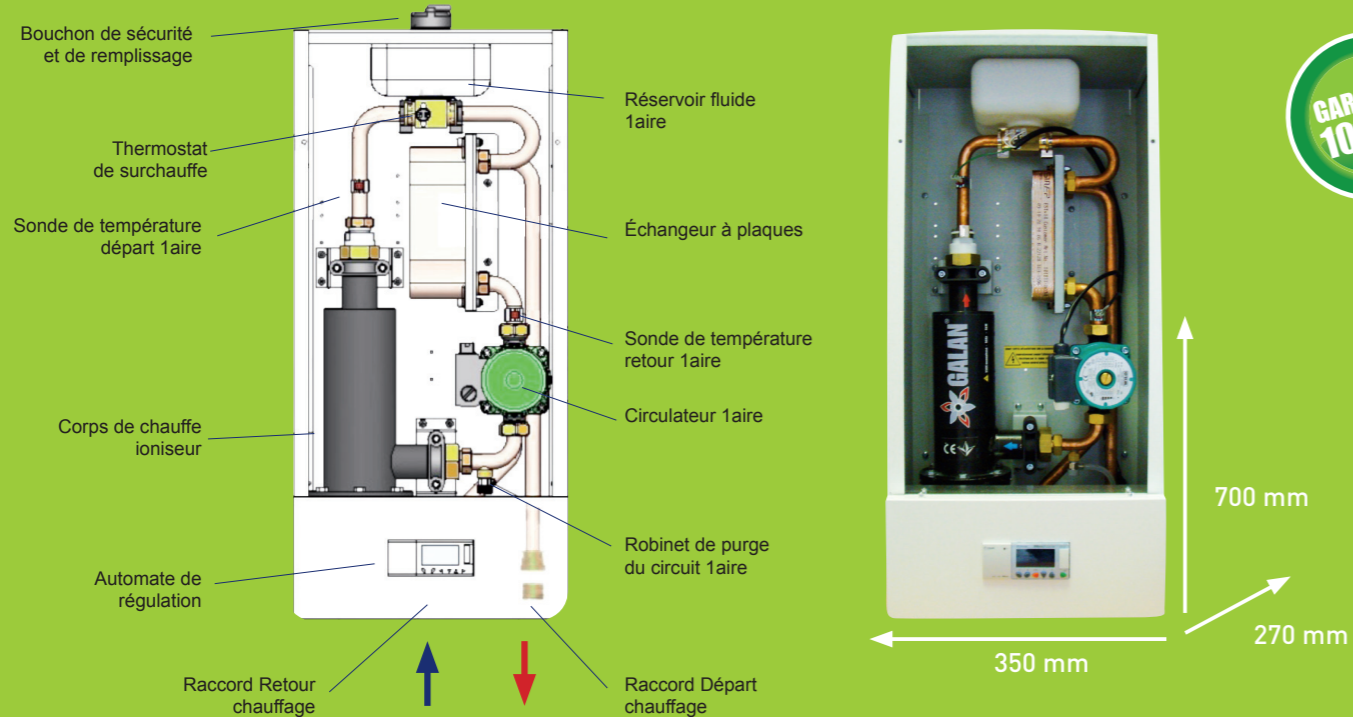 Bouchon de sécurité
et de remplissage
Thermostat
de surchauffe
Sonde de température
départ 1aire
Corps de chauffe
ioniseur
Automate de
régulation
Raccord Retour
chauffage
Réservoir fluide
1aire
Échangeur à plaques
Sonde de température
retour 1aire
Circulateur 1aire
Robinet de purge
du circuit 1aire
Raccord Départ
chauffage
GALAN
CE
700 mm
270 mm
350 mm